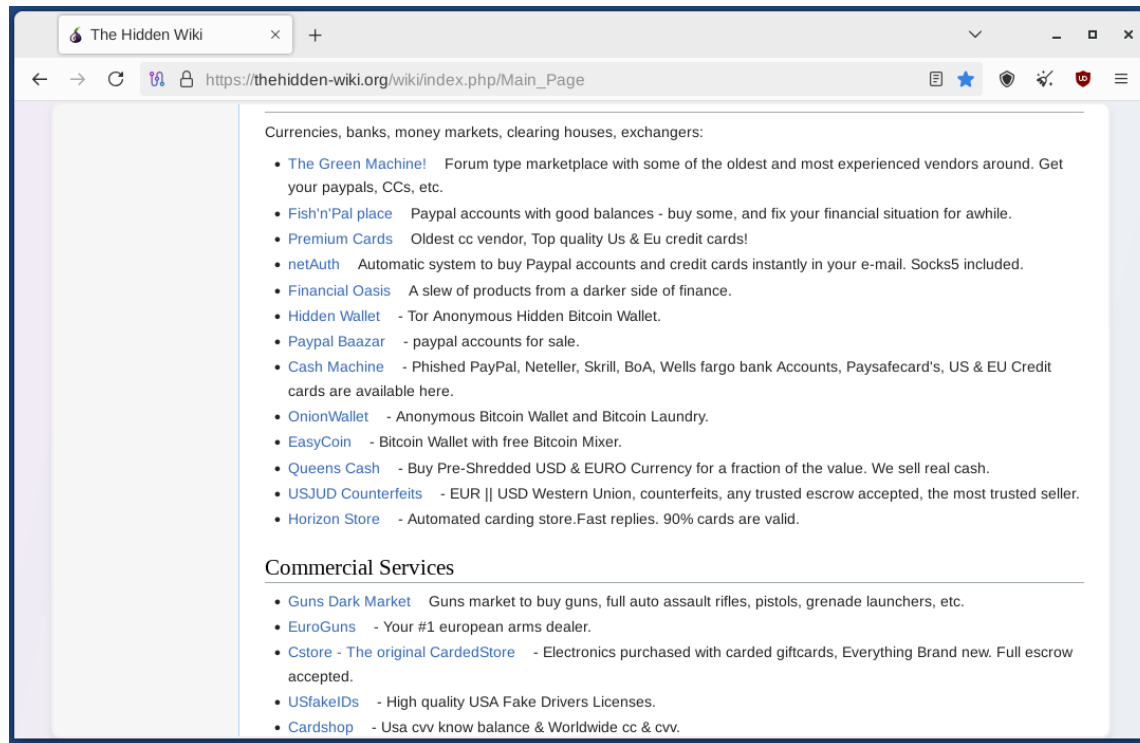 The Hidden Wiki
https://thehidden-wiki.org/wiki/index.php/Main_Page
Currencies, banks, money markets, clearing houses, exchangers:
The Green Machine! Forum type marketplace with some of the oldest and most experienced vendors around. Get
your paypals, CCs, etc.
Fish'n'Pal place Paypal accounts with good balances - buy some, and fix your financial situation for awhile.
Premium Cards Oldest cc vendor, Top quality Us & Eu credit cards!
netAuth Automatic system to buy Paypal accounts and credit cards instantly in your e-mail. Socks5 included.
Financial Oasis A slew of products from a darker side of finance.
Hidden Wallet - Tor Anonymous Hidden Bitcoin Wallet.
Paypal Baazar - paypal accounts for sale.
Cash Machine - Phished PayPal, Neteller, Skrill, BoA, Wells fargo bank Accounts, Paysafecard's, US & EU Credit
cards are available here.
OnionWallet - Anonymous Bitcoin Wallet and Bitcoin Laundry.
EasyCoin - Bitcoin Wallet with free Bitcoin Mixer.
Queens Cash - Buy Pre-Shredded USD & EURO Currency for a fraction of the value. We sell real cash.
USJUD Counterfeits - EUR || USD Western Union, counterfeits, any trusted escrow accepted, the most trusted seller.
Horizon Store - Automated carding store.Fast replies. 90% cards are valid.
Commercial Services
Guns Dark Market Guns market to buy guns, full auto assault rifles, pistols, grenade launchers, etc.
EuroGuns - Your #1 european arms dealer.
Cstore - The original CardedStore - Electronics purchased with carded giftcards, Everything Brand new. Full escrow
accepted.
USfakeIDs - High quality USA Fake Drivers Licenses.
Cardshop - Usa cvv know balance & Worldwide cc & cvv.